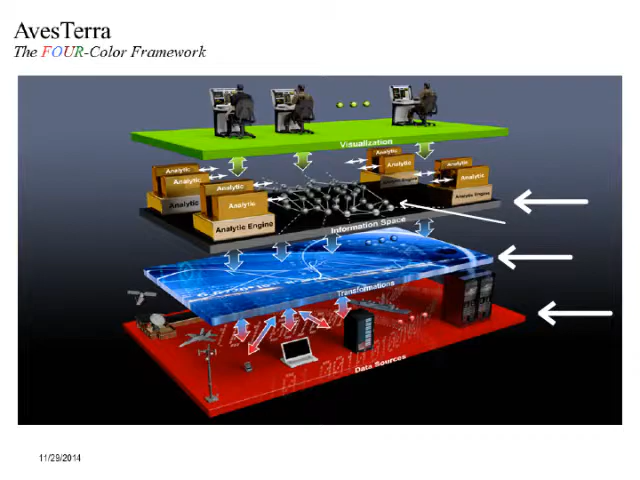 AvesTerra
The FOUR-Color Framework
Visualization
Analytic
Analytic
Analytic
Analytic
Analytic
Analytic
Analytic
Analytic
Analytic
Analytic Engine
Analytic Engine
Information Space
Transformations
Data Sources
11/29/2014